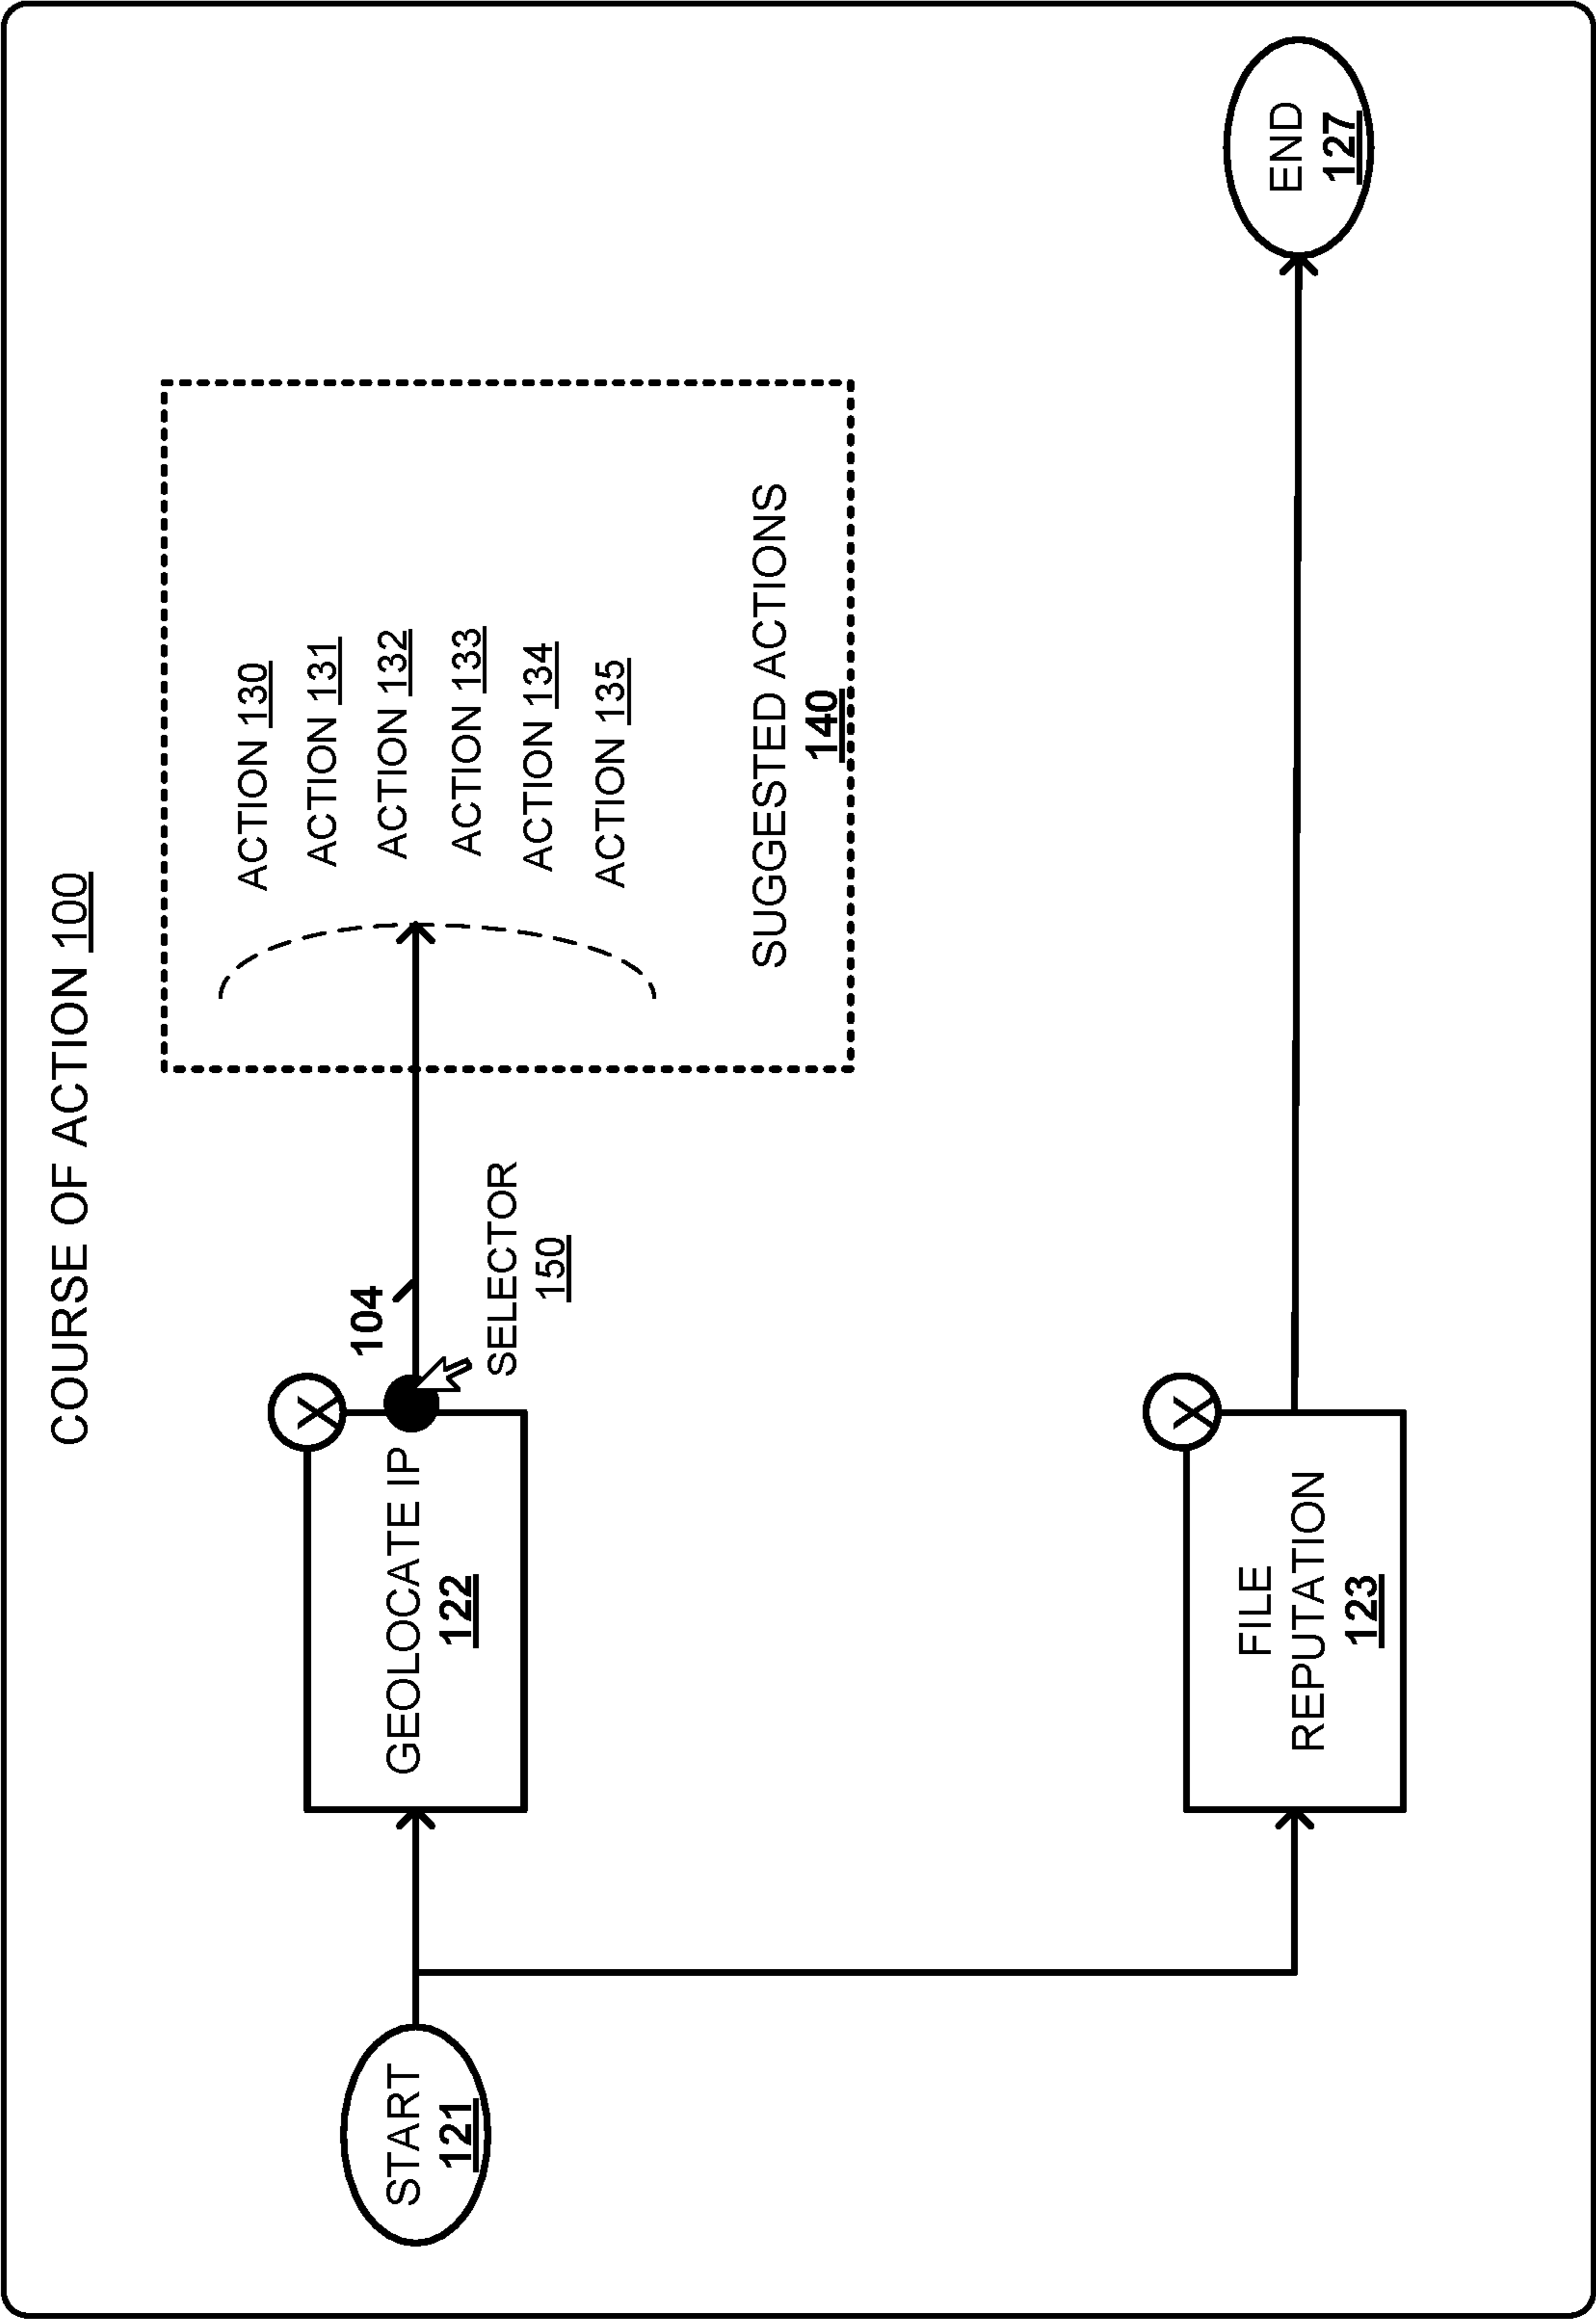 COURSE OF ACTION 100
START
121
GEOLOCATE IP
122
X
104
SELECTOR
150
ACTION 130
ACTION 131
ACTION 132
ACTION 133
ACTION 134
ACTION 135
SUGGESTED ACTIONS
140
FILE
REPUTATION
123
X
END
127